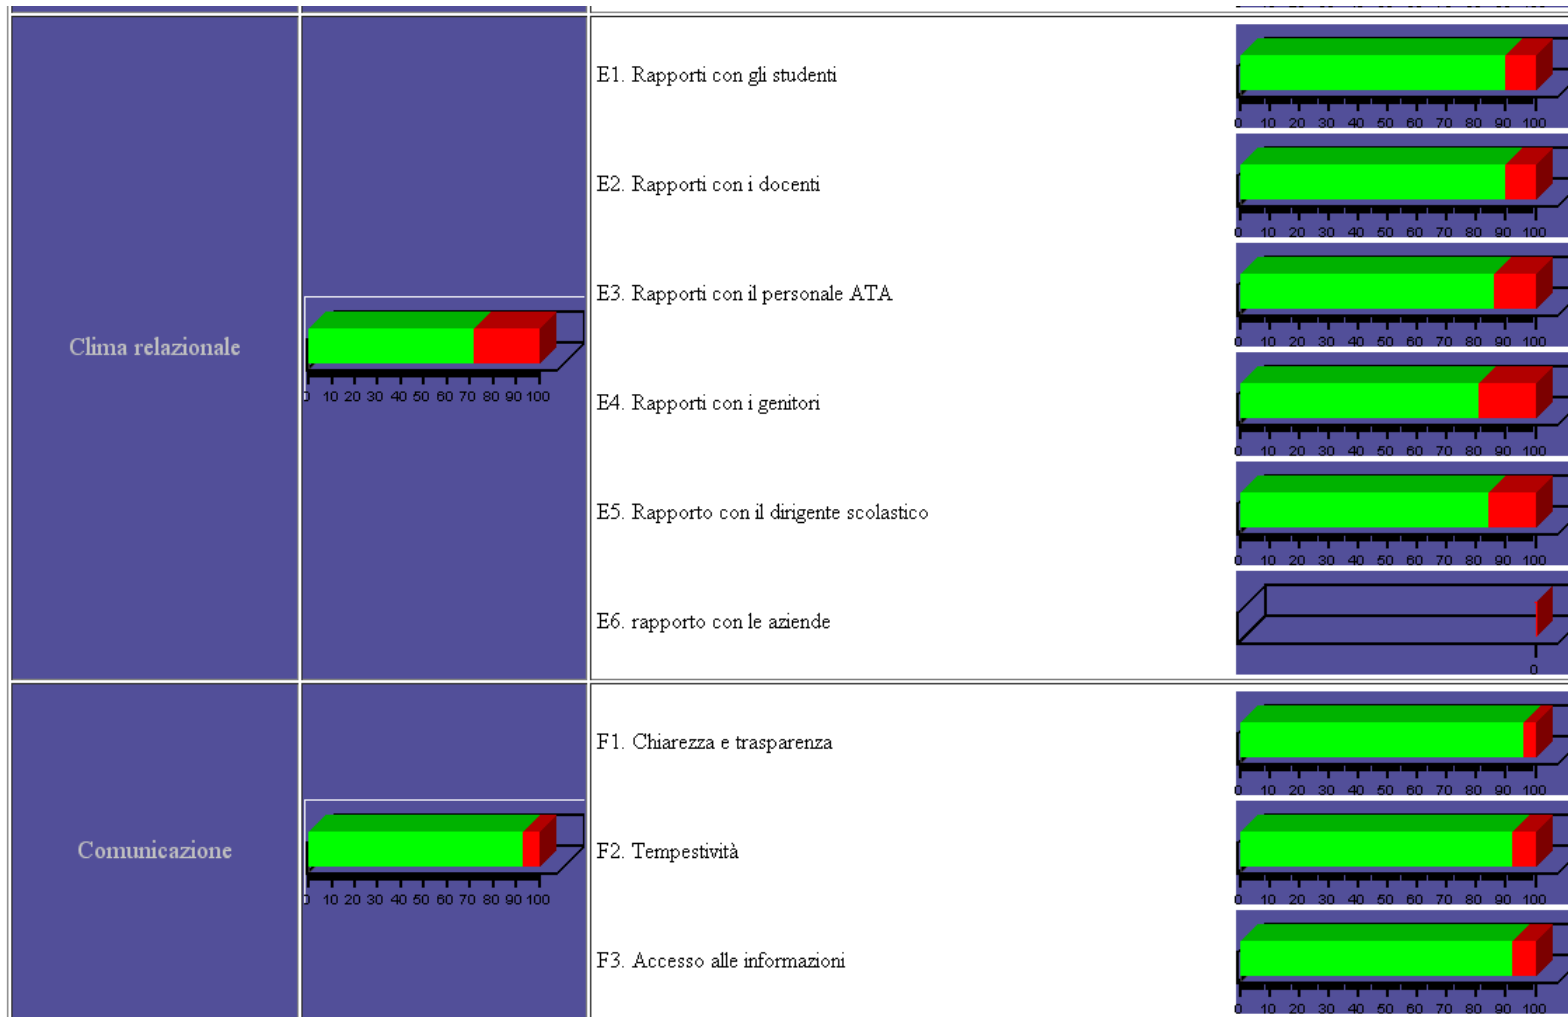 E1. Rapporti con gli studenti
0 10 20 30 40 50 60 70 80 90 100
E2. Rapporti con i docenti
0 10 20 30 40 50 60 70 80 90 100
E3. Rapporti con il personale ATA
0 10 20 30 40 50 60 70 80 90 100
Clima relazionale
0 10 20 30 40 50 60 70 80 90 100
E4. Rapporti con i genitori
0 10 20 30 40 50 60 70 80 90 100
E5. Rapporto con il dirigente scolastico
0 10 20 30 40 50 60 70 80 90 100
E6. rapporto con le aziende
0
F1. Chiarezza e trasparenza
0 10 20 30 40 50 60 70 80 90 100
Comunicazione
0 10 20 30 40 50 60 70 80 90 100
F2. Tempestività
0 10 20 30 40 50 60 70 80 90 100
F3. Accesso alle informazioni
0 10 20 30 40 50 60 70 80 90 100